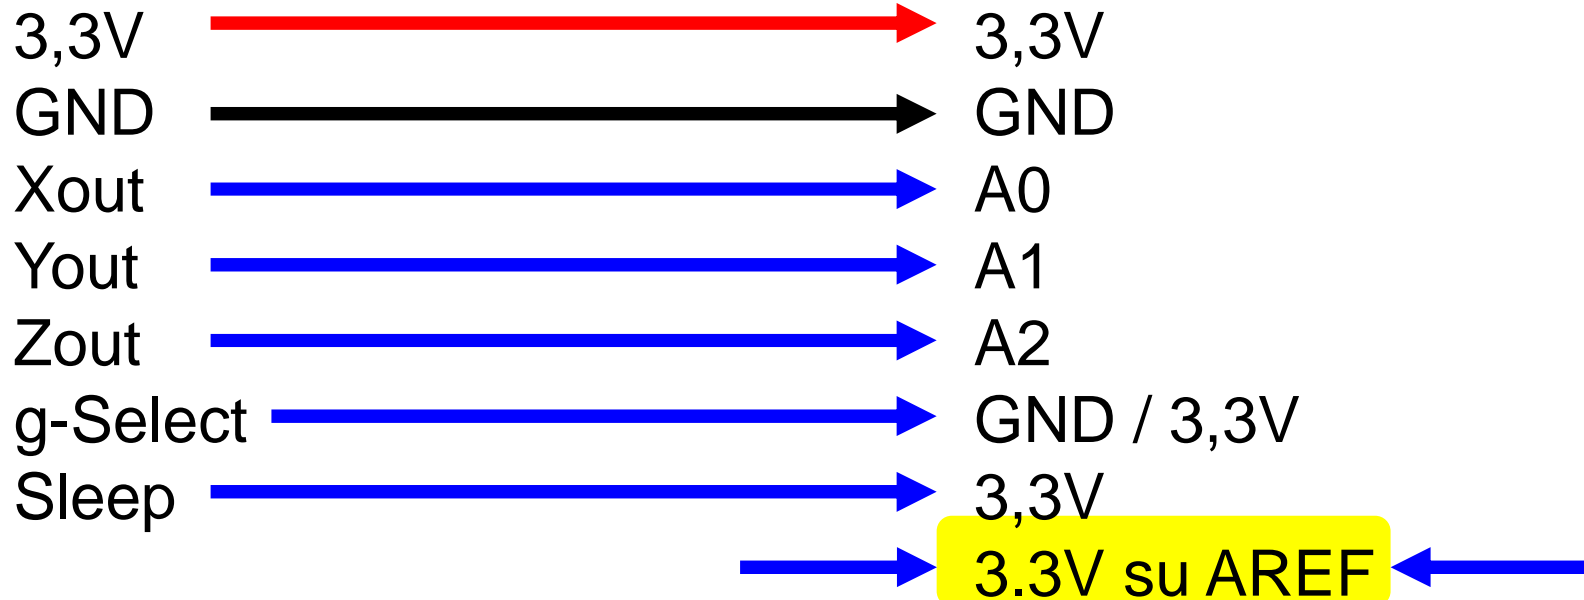 3,3V 3,3V
GND GND
Xout A0
Yout A1
Zout A2
g-Select GND / 3,3V
Sleep 3,3V
3.3V su AREF